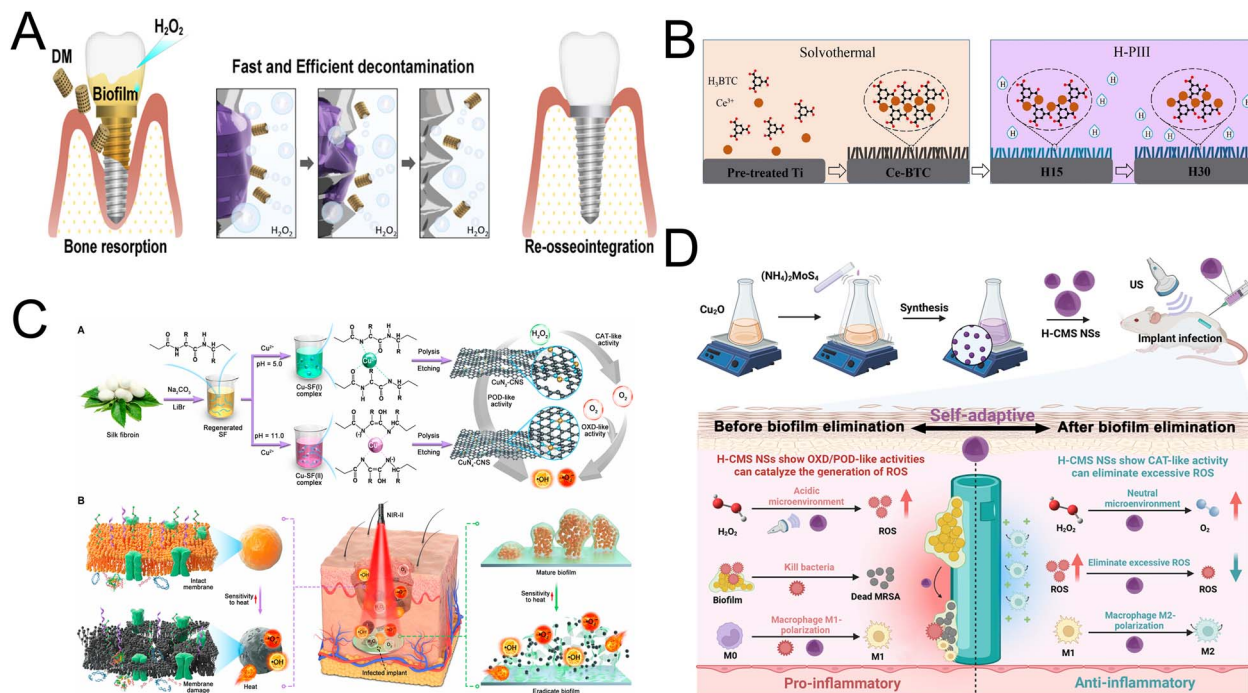 A
H₂O₂
DM
Biofilm
Bone resorption
Fast and Efficient decontamination
H₂O₂
H₂O₂
H₂O₂
Re-osseointegration
B
Solvothermal
H-PIII
H₃BTC
Ce³⁺
H
H
H
H
H
H
H
H
Pre-treated Ti
Ce-BTC
H15
H30
C
A
Silk fibroin
Na₂CO₃
LiBr
Regenerated
SF
Cu²⁺
pH = 5.0
Cu-SF(I)
complex
pH = 11.0
Cu²⁺
Cu-SF(II)
complex
Polysis
Etching
Polysis
Etching
H₂O₂
CAT-like
activity
POD-like
activity
O₂
O₂
OXD-like
activity
•OH
B
Intact
membrane
Sensitivity
to heat
Membrane
damage
Heat
NIR-II
Infected implant
Mature biofilm
Sensitivity
to heat
•OH
Eradicate biofilm
D
Cu₂O
(NH₄)₂MoS₄
Synthesis
H-CMS NSs
US
Implant infection
Self-adaptive
Before biofilm elimination
After biofilm elimination
H-CMS NSs show OXD/POD-like activities
can catalyze the generation of ROS
H₂O₂
Acidic
microenvironment
ROS
Biofilm
Kill bacteria
Dead MRSA
M0
Macrophage M1-
polarization
M1
Pro-inflammatory
H-CMS NSs show CAT-like activity
can eliminate excessive ROS
H₂O₂
Neutral
microenvironment
O₂
ROS
Eliminate excessive ROS
ROS
M1
Macrophage M2-
polarization
M2
Anti-inflammatory